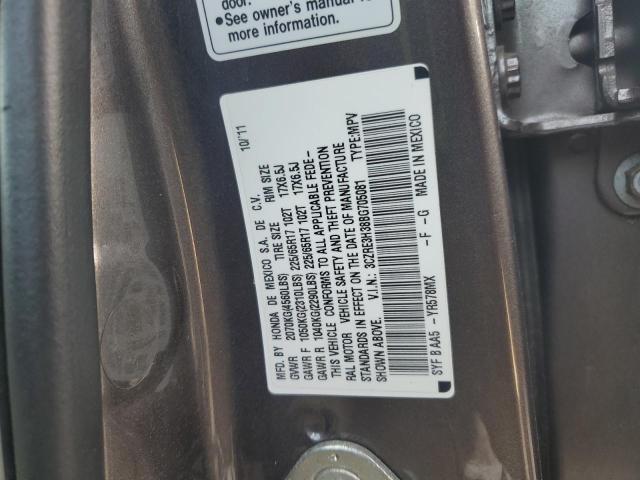 door.
•See owner's manual fo
more information.
MFD. BY HONDA DE MEXICO S.A. DE C.V. 10/'11
GVWR 2070KG(4560LBS) TIRE SIZE RIM SIZE
GAWR F 1050KG(2310LBS) 225/65R17 102T 17X6.5J
GAWR R 1040KG(2290LBS) 225/65R17 102T 17X6.5J
THIS VEHICLE CONFORMS TO ALL APPLICABLE FEDE-
RAL MOTOR VEHICLE SAFETY AND THEFT PREVENTION
STANDARDS IN EFFECT ON THE DATE OF MANUFACTURE
SHOWN ABOVE. V.I.N.: 3CZRE3H38BG705081 TYPE:MPV
SYF B AA5 -YR578MX -F -G MADE IN MEXICO